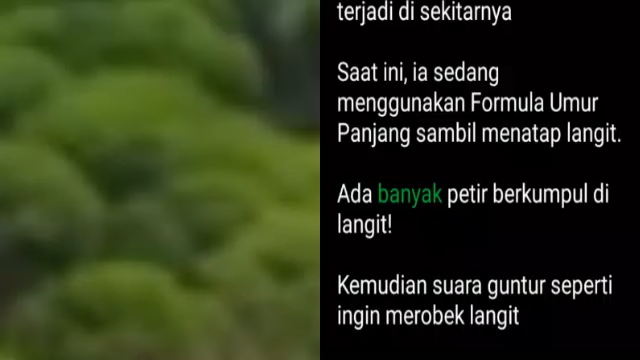 terjadi di sekitarnya
Saat ini, ia sedang
menggunakan Formula Umur
Panjang sambil menatap langit.
Ada banyak petir berkumpul di
langit!
Kemudian suara guntur seperti
ingin merobek langit